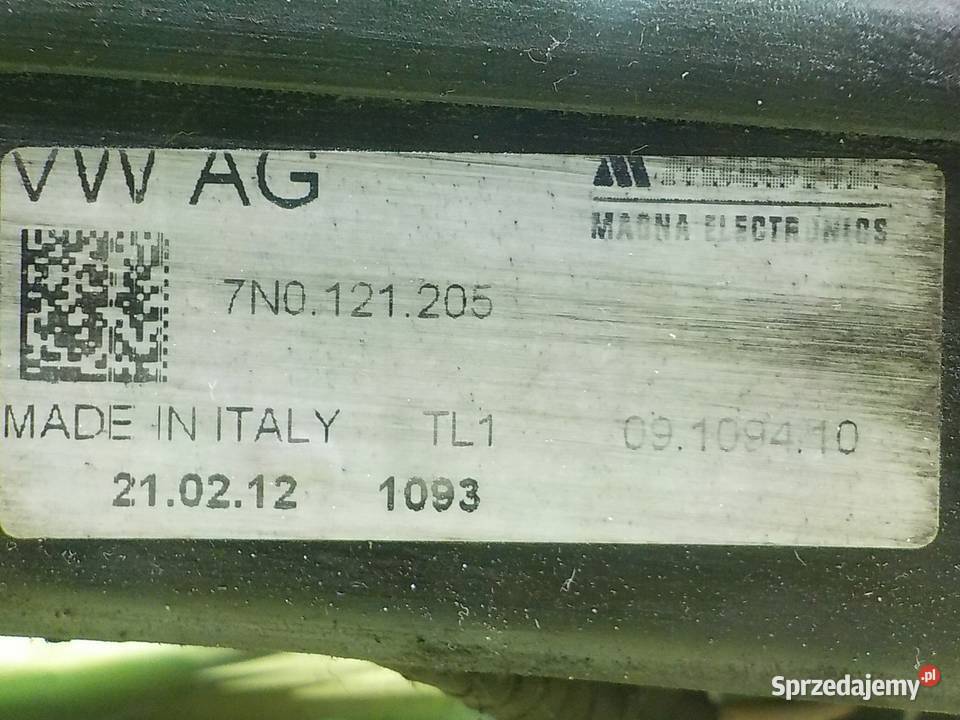 VW AG
MAGNA ELECTRONICS
7N0.121.205
MADE IN ITALY TL1 09.1094.10
21.02.12 1093
Sprzedajemy.pl